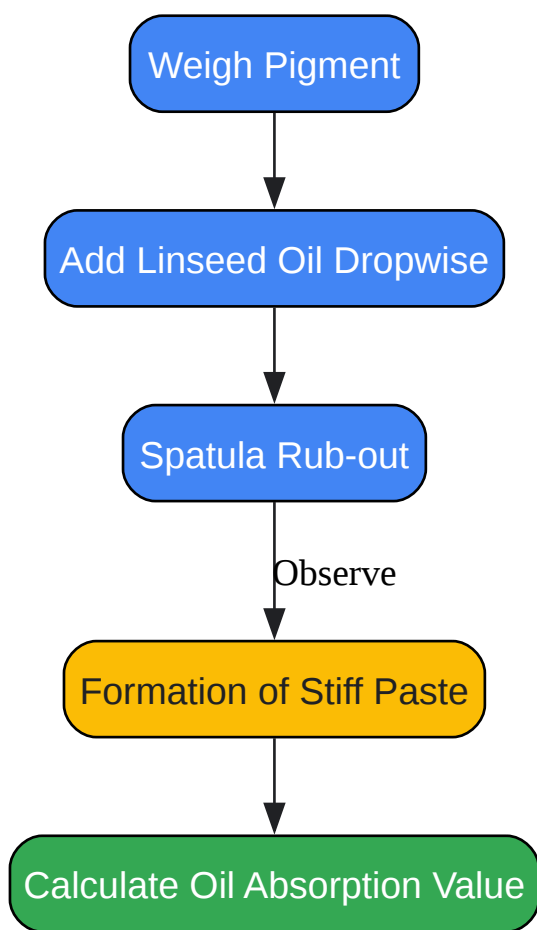 Weigh Pigment
Add Linseed Oil Dropwise
Spatula Rub-out
Observe
Formation of Stiff Paste
Calculate Oil Absorption Value